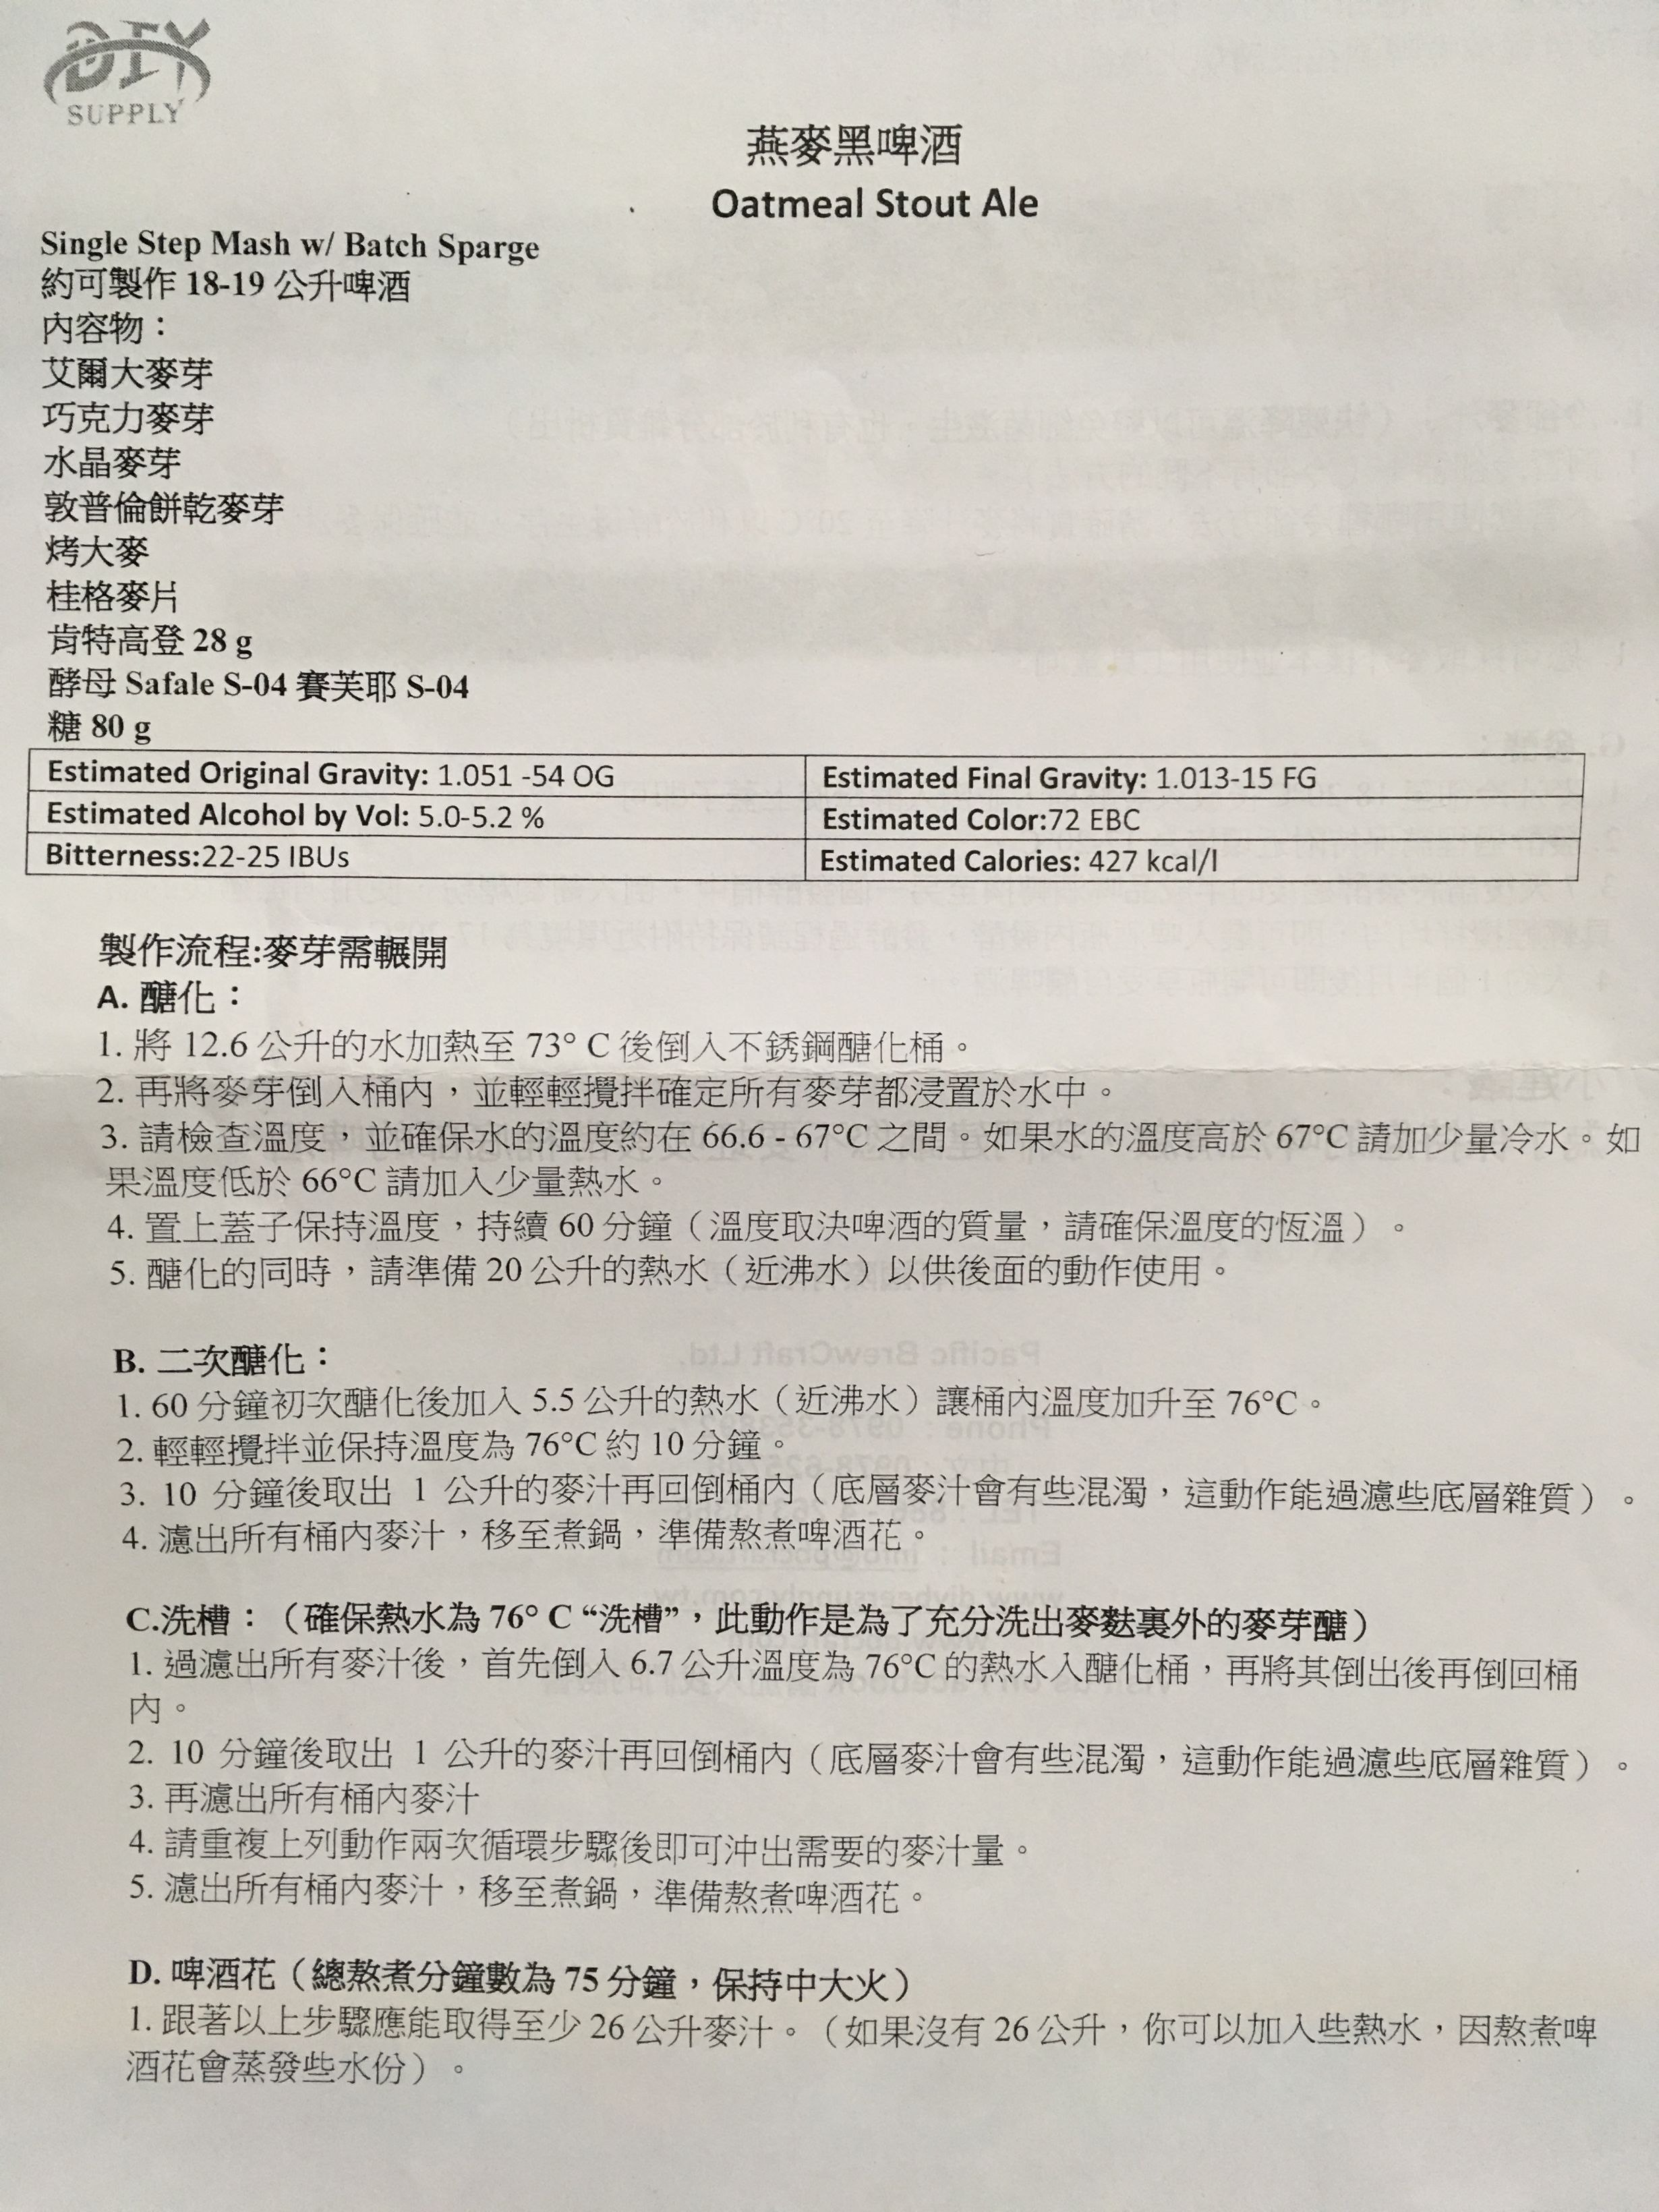 DIY
SUPPLY
燕麥黑啤酒
Oatmeal Stout Ale
Single Step Mash w/ Batch Sparge
約可製作 18-19 公升啤酒
內容物：
艾爾大麥芽
巧克力麥芽
水晶麥芽
敦普倫餅乾麥芽
烤大麥
桂格麥片
肯特高登 28 g
酵母 Safale S-04 賽芙耶 S-04
糖 80 g
Estimated Original Gravity: 1.051 -54 OG
Estimated Final Gravity: 1.013-15 FG
Estimated Alcohol by Vol: 5.0-5.2 %
Estimated Color:72 EBC
Bitterness:22-25 IBUs
Estimated Calories: 427 kcal/l
製作流程:麥芽需輾開
A. 醣化：
1. 將 12.6 公升的水加熱至 73° C 後倒入不銹鋼醣化桶。
2. 再將麥芽倒入桶內，並輕輕攪拌確定所有麥芽都浸置於水中。
3. 請檢查溫度，並確保水的溫度約在 66.6 - 67°C 之間。如果水的溫度高於 67°C 請加少量冷水。如
果溫度低於 66°C 請加入少量熱水。
4. 置上蓋子保持溫度，持續 60 分鐘（溫度取決啤酒的質量，請確保溫度的恆溫）。
5. 醣化的同時，請準備 20 公升的熱水（近沸水）以供後面的動作使用。
B. 二次醣化：
1. 60 分鐘初次醣化後加入 5.5 公升的熱水（近沸水）讓桶內溫度加升至 76°C。
2. 輕輕攪拌並保持溫度為 76°C 約 10 分鐘。
3. 10 分鐘後取出 1 公升的麥汁再回倒桶內（底層麥汁會有些混濁，這動作能過濾些底層雜質）。
4. 濾出所有桶內麥汁，移至煮鍋，準備熬煮啤酒花。
C.洗槽：（確保熱水為 76° C “洗槽”，此動作是為了充分洗出麥麩裏外的麥芽醣）
1. 過濾出所有麥汁後，首先倒入 6.7 公升溫度為 76°C 的熱水入醣化桶，再將其倒出後再倒回桶
內。
2. 10 分鐘後取出 1 公升的麥汁再回倒桶內（底層麥汁會有些混濁，這動作能過濾些底層雜質）。
3. 再濾出所有桶內麥汁
4. 請重複上列動作兩次循環步驟後即可沖出需要的麥汁量。
5. 濾出所有桶內麥汁，移至煮鍋，準備熬煮啤酒花。
D. 啤酒花（總熬煮分鐘數為 75 分鐘，保持中大火）
1. 跟著以上步驟應能取得至少 26 公升麥汁。（如果沒有 26 公升，你可以加入些熱水，因熬煮啤
酒花會蒸發些水份）。